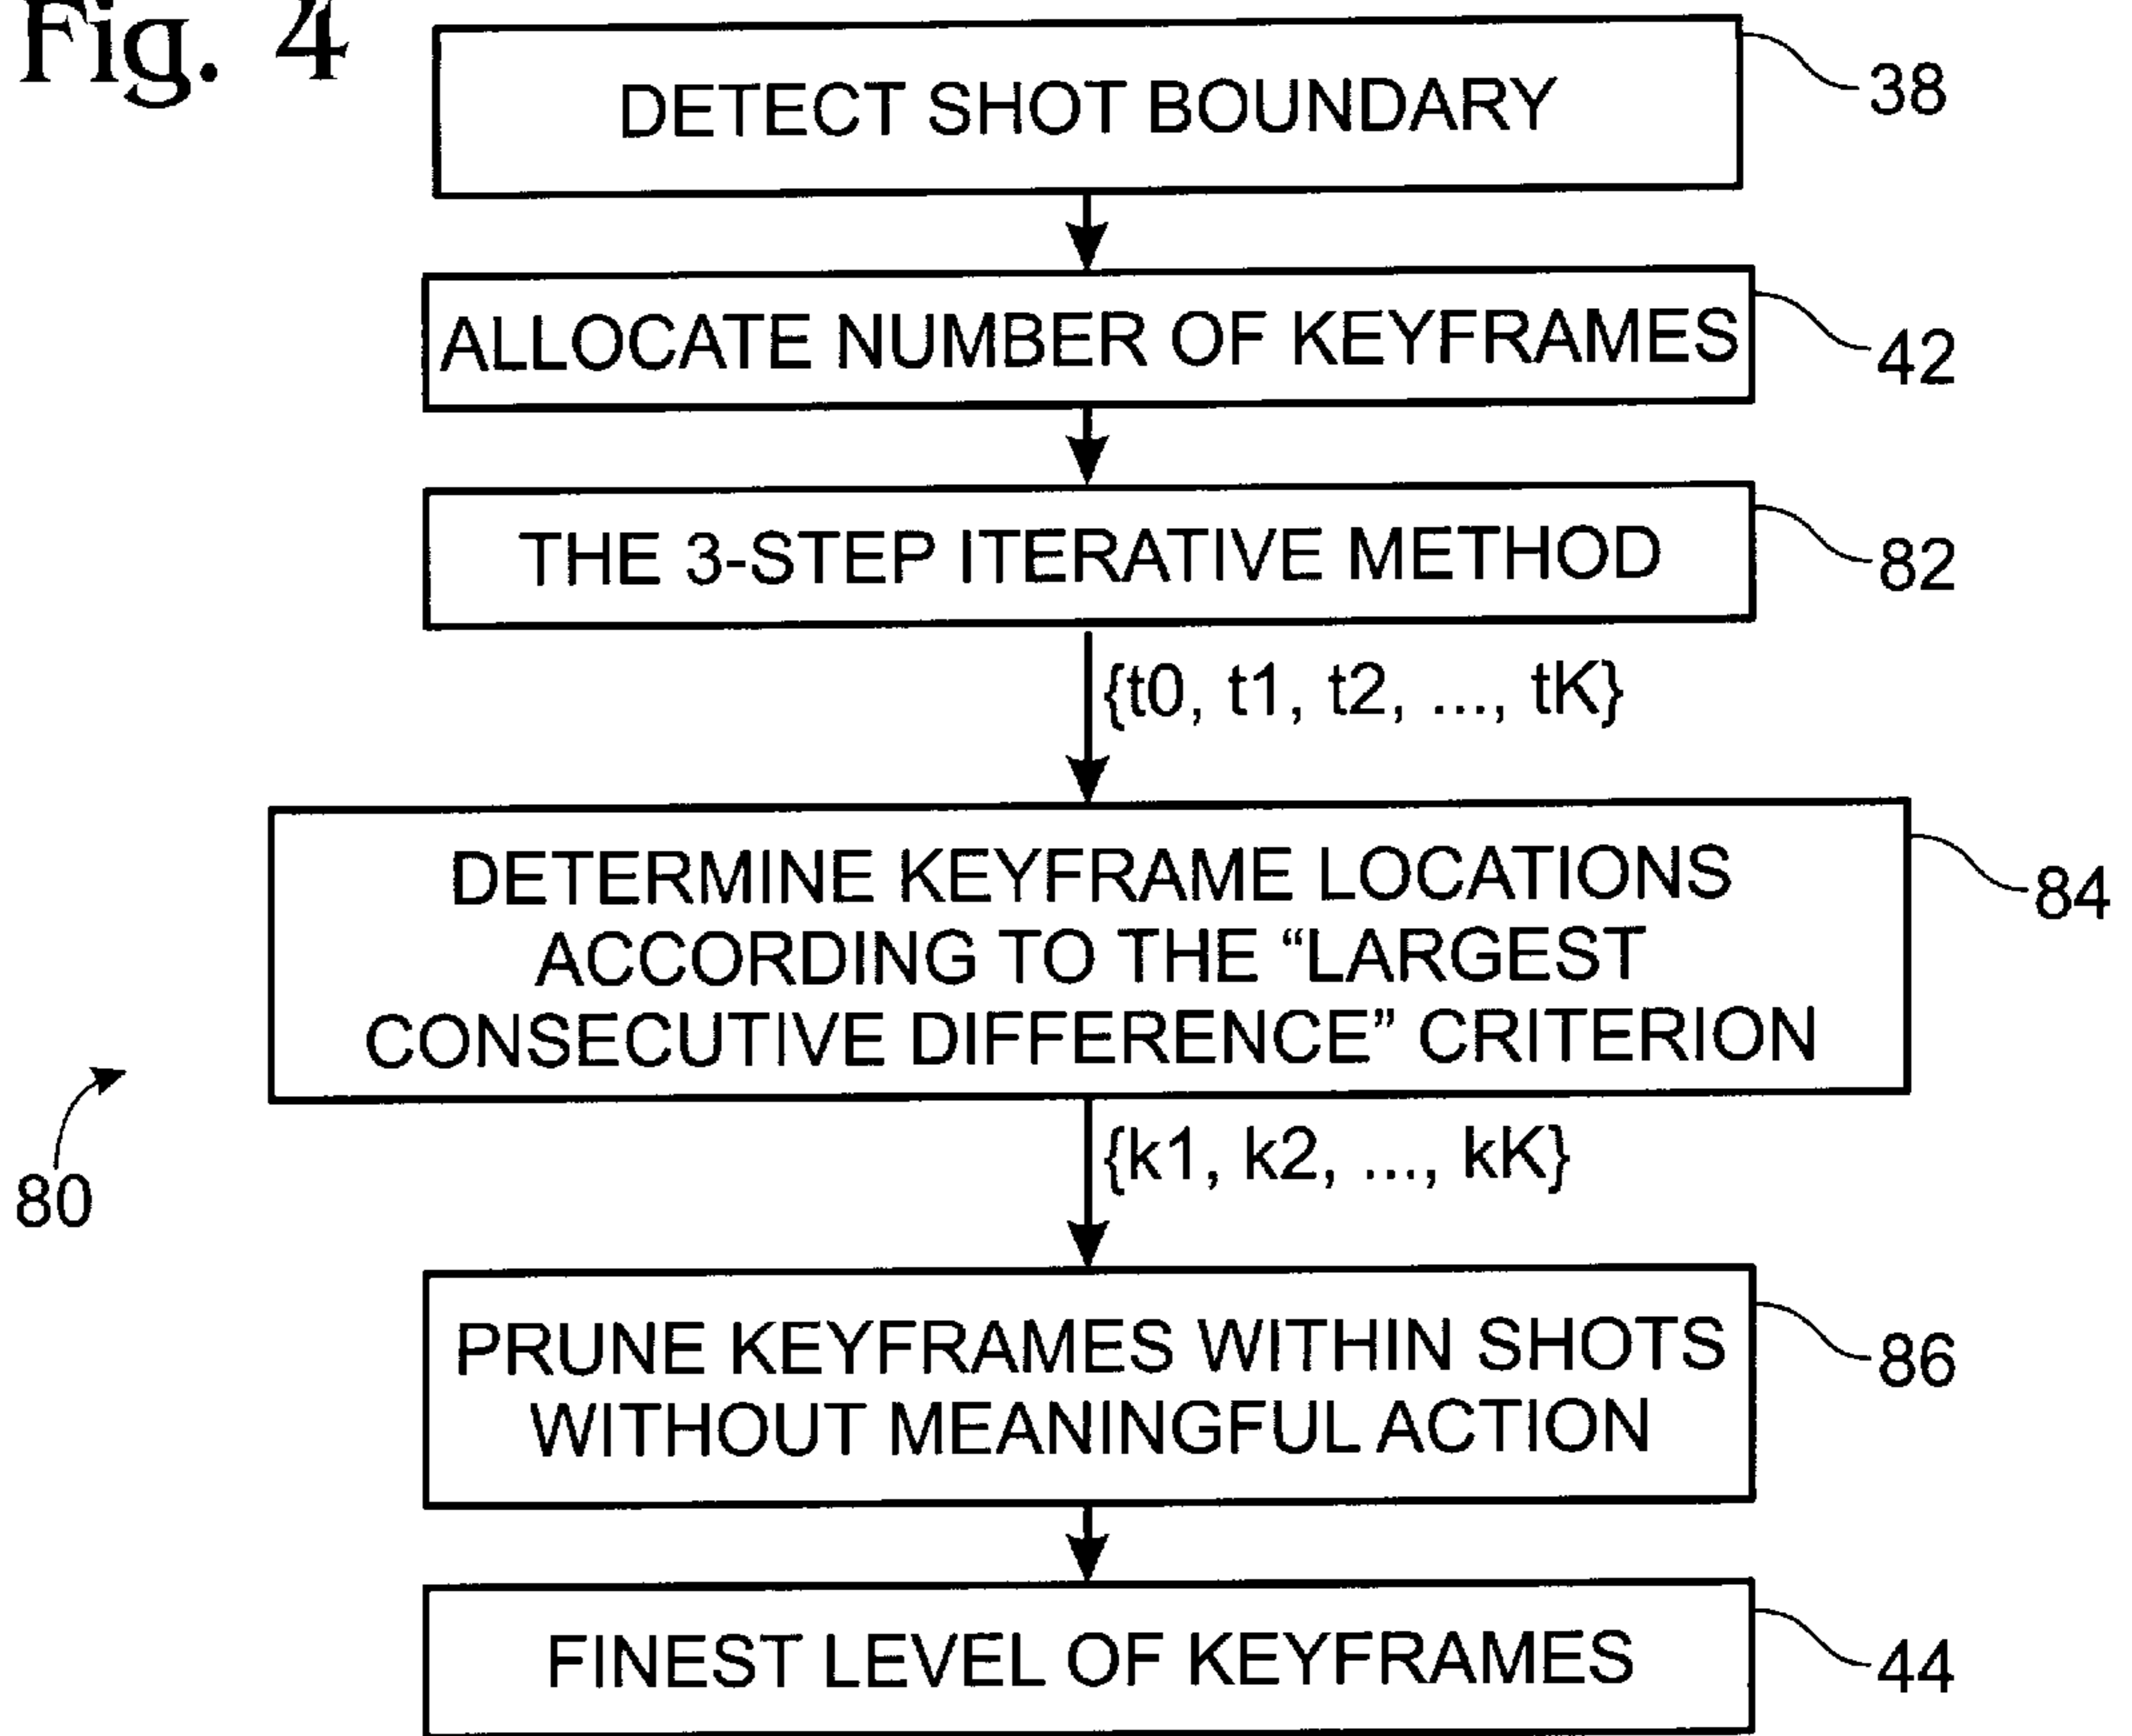 Fig. 4
DETECT SHOT BOUNDARY
38
ALLOCATE NUMBER OF KEYFRAMES
42
THE 3-STEP ITERATIVE METHOD
82
{t0, t1, t2, ..., tK}
DETERMINE KEYFRAME LOCATIONS
ACCORDING TO THE “LARGEST
CONSECUTIVE DIFFERENCE” CRITERION
84
80
{k1, k2, ..., kK}
PRUNE KEYFRAMES WITHIN SHOTS
WITHOUT MEANINGFUL ACTION
86
FINEST LEVEL OF KEYFRAMES
44